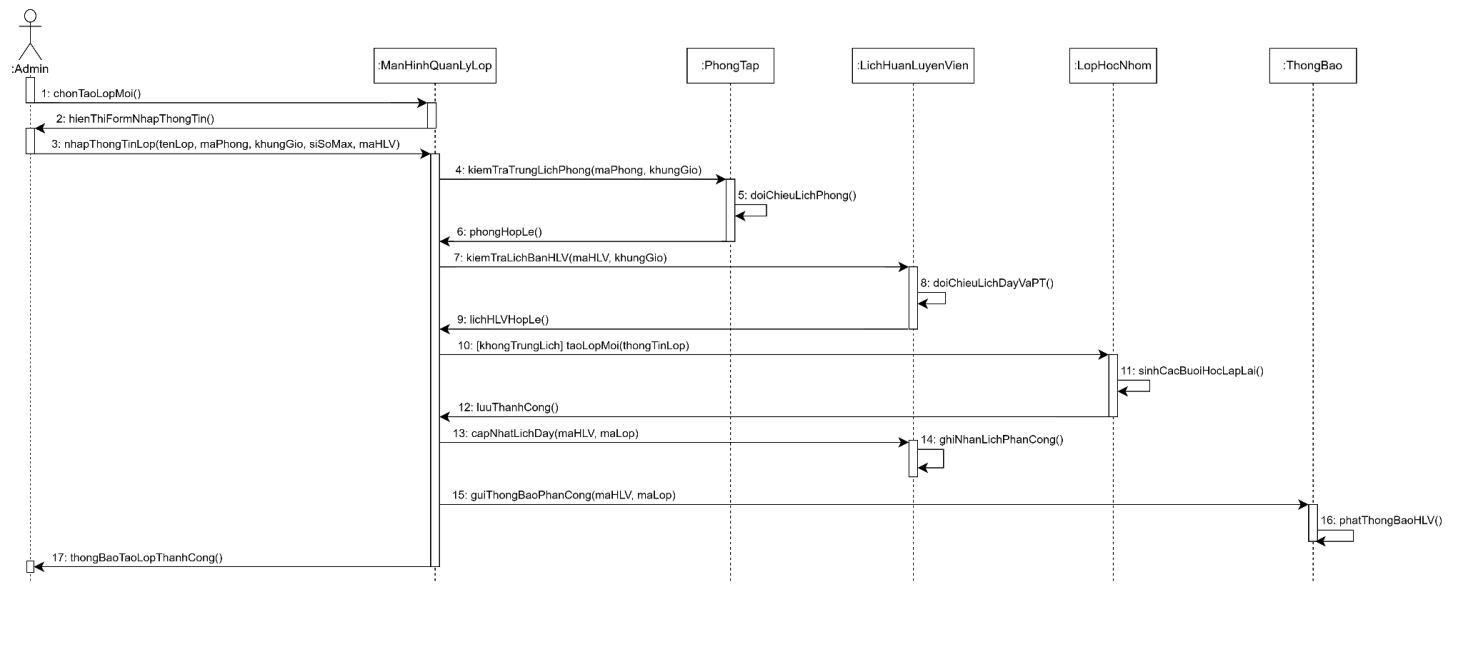 :Admin
:ManHinhQuanLyLop
:PhongTap
:LichHuanLuyenVien
:LopHocNhom
:ThongBao
1: chonTaoLopMoi()
2: hienThiFormNhapThongTin()
3: nhapThongTinLop(tenLop, maPhong, khungGio, siSoMax, maHLV)
4: kiemTraTrungLichPhong(maPhong, khungGio)
5: doiChieuLichPhong()
6: phongHopLe()
7: kiemTraLichBanHLV(maHLV, khungGio)
8: doiChieuLichDayVaPT()
9: lichHLVHopLe()
10: [khongTrungLich] taoLopMoi(thongTinLop)
11: sinhCacBuoiHocLapLai()
12: luuThanhCong()
13: capNhatLichDay(maHLV, maLop)
14: ghiNhanLichPhanCong()
15: guiThongBaoPhanCong(maHLV, maLop)
16: phatThongBaoHLV()
17: thongBaoTaoLopThanhCong()